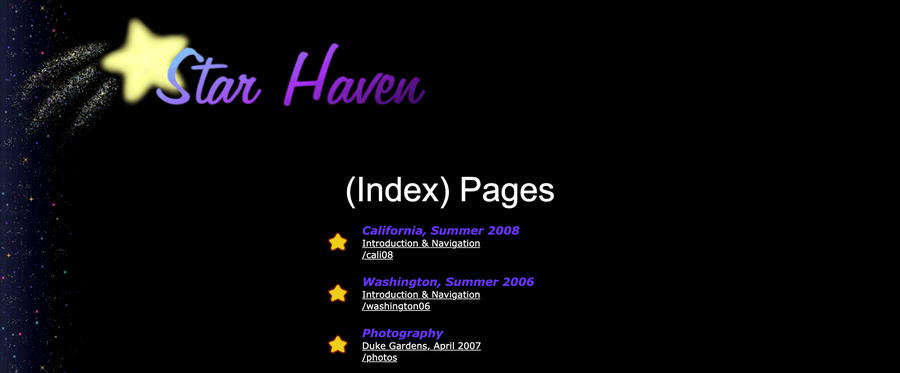 Star Haven
(Index) Pages
California, Summer 2008
Introduction & Navigation
/cali08
Washington, Summer 2006
Introduction & Navigation
/washington06
Photography
Duke Gardens, April 2007
/photos